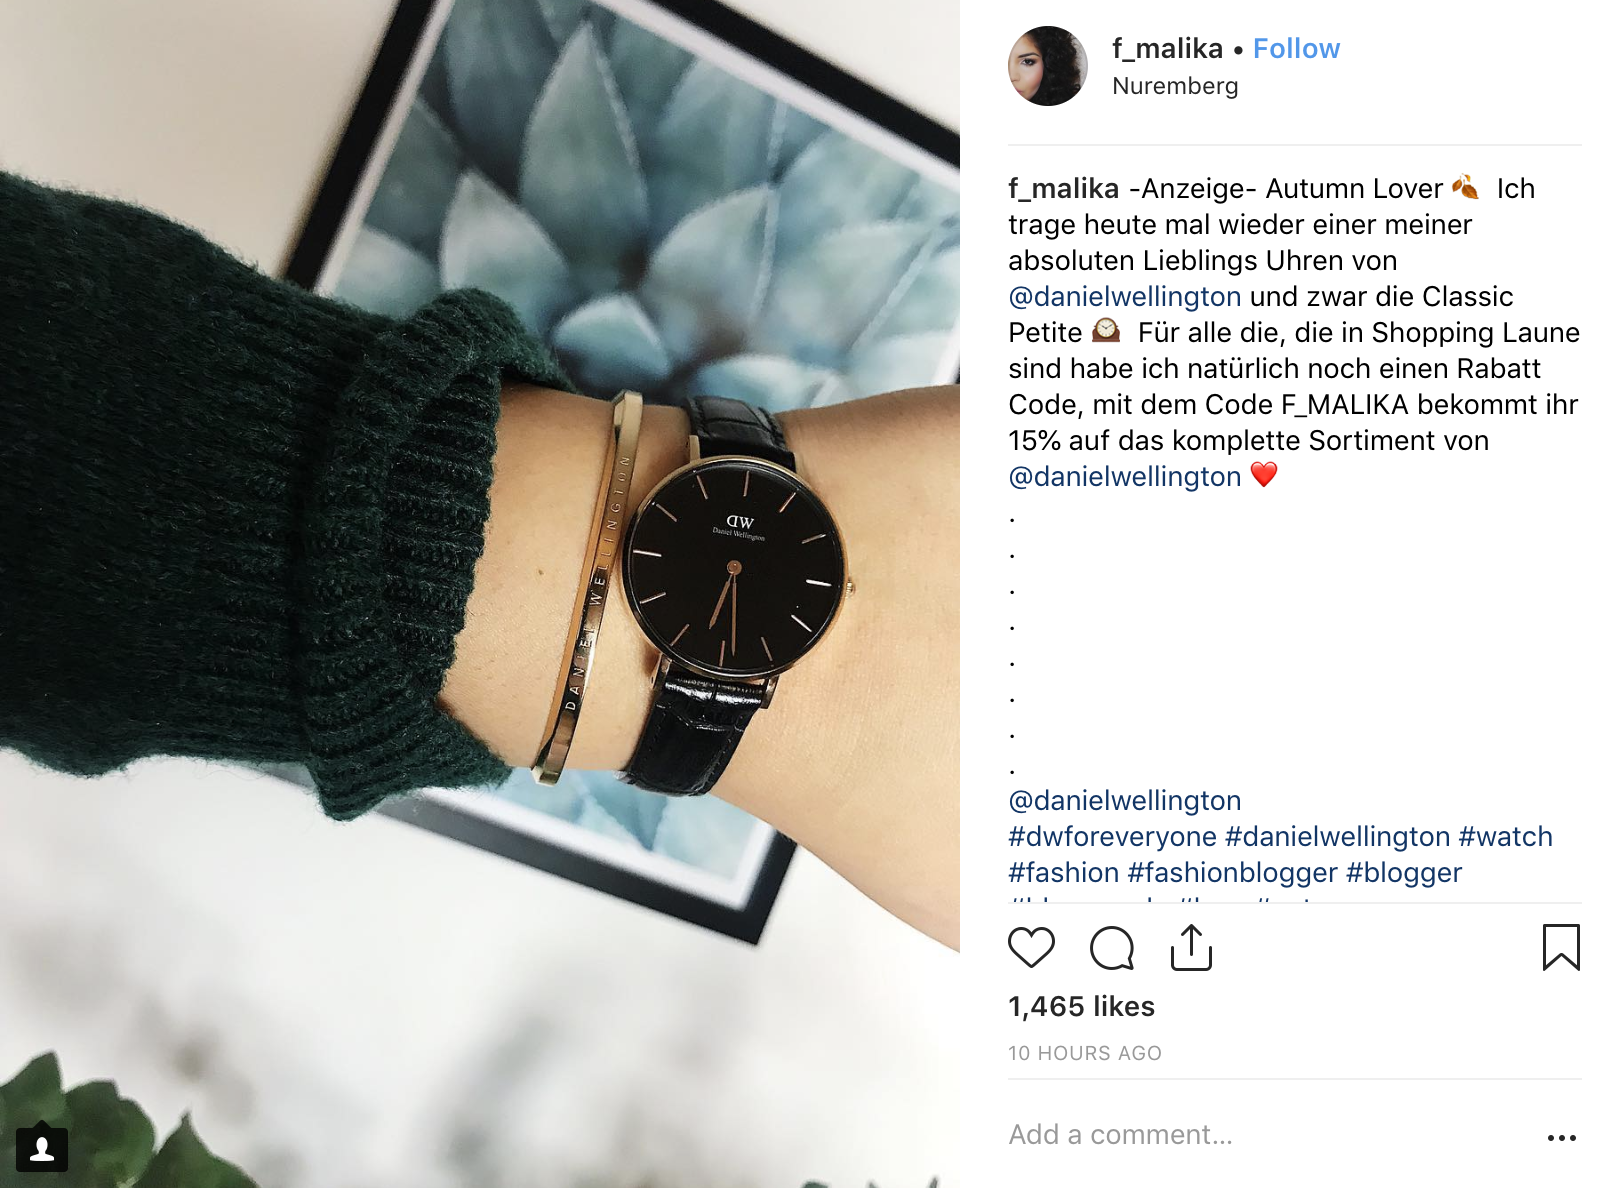 DW
Daniel Wellington
DANIEL WELLINGTON
f_malika • Follow
Nuremberg
f_malika -Anzeige- Autumn Lover 🍂 Ich
trage heute mal wieder einer meiner
absoluten Lieblings Uhren von
@danielwellington und zwar die Classic
Petite 🕰 Für alle die, die in Shopping Laune
sind habe ich natürlich noch einen Rabatt
Code, mit dem Code F_MALIKA bekommt ihr
15% auf das komplette Sortiment von
@danielwellington ❤️
.
.
.
.
.
.
.
.
@danielwellington
#dwforeveryone #danielwellington #watch
#fashion #fashionblogger #blogger
1,465 likes
10 HOURS AGO
Add a comment...